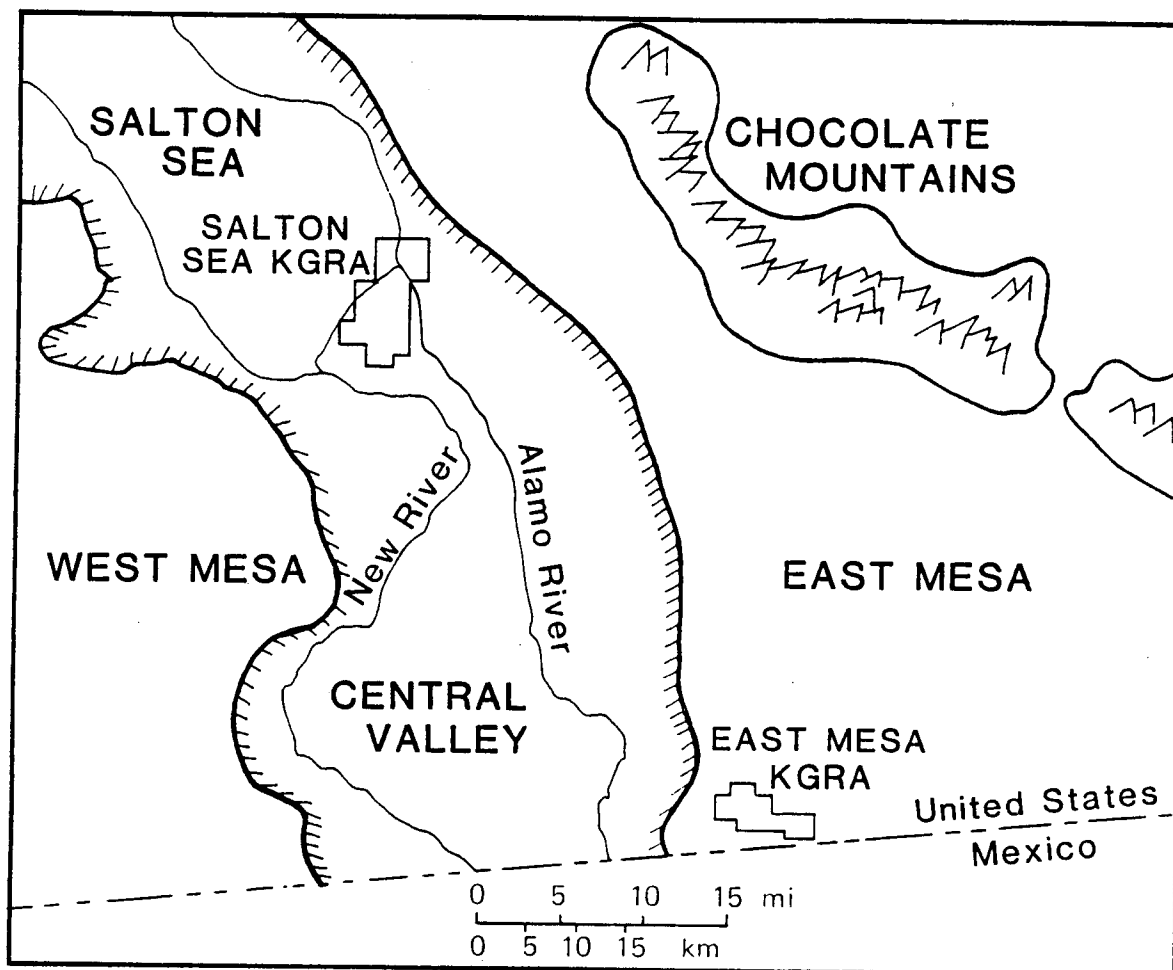 SALTON
SEA
CHOCOLATE
MOUNTAINS
SALTON
SEA KGRA
New River
Alamo River
WEST MESA
EAST MESA
CENTRAL
VALLEY
EAST MESA
KGRA
United States
Mexico
0 5 10 15 mi
0 5 10 15 km